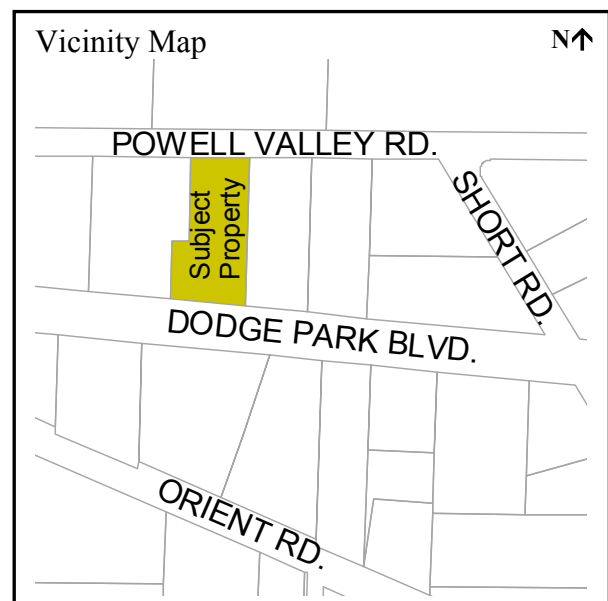 Vicinity Map
N↑
POWELL VALLEY RD.
SHORT RD.
Subject
Property
DODGE PARK BLVD.
ORIENT RD.